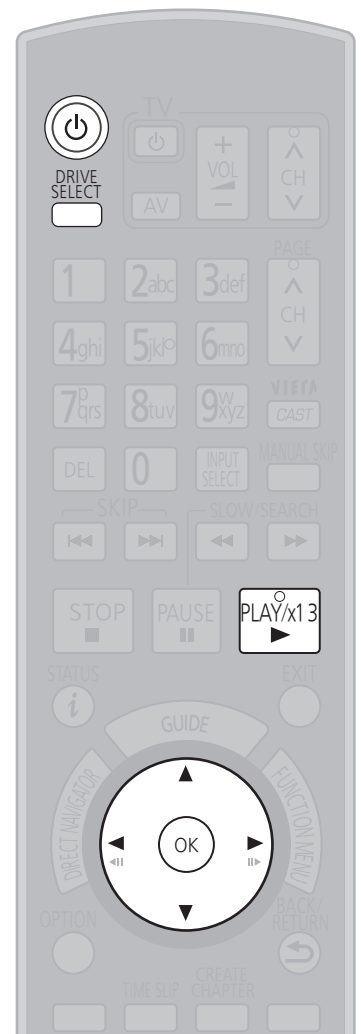 TV
DRIVE
SELECT
+
VOL
−
CH
AV
PAGE
1
2abc
3def
CH
4ghi
5jkl
6mno
7pqrs
8tuv
9wxyz
VIERA
CAST
DEL
0
INPUT
SELECT
MANUAL SKIP
SKIP
SLOW/SEARCH
STOP
PAUSE
PLAY/x1.3
STATUS
i
EXIT
GUIDE
DIRECT NAVIGATOR
FUNCTION MENU
OK
OPTION
BACK/
RETURN
TIME SLIP
CREATE
CHAPTER